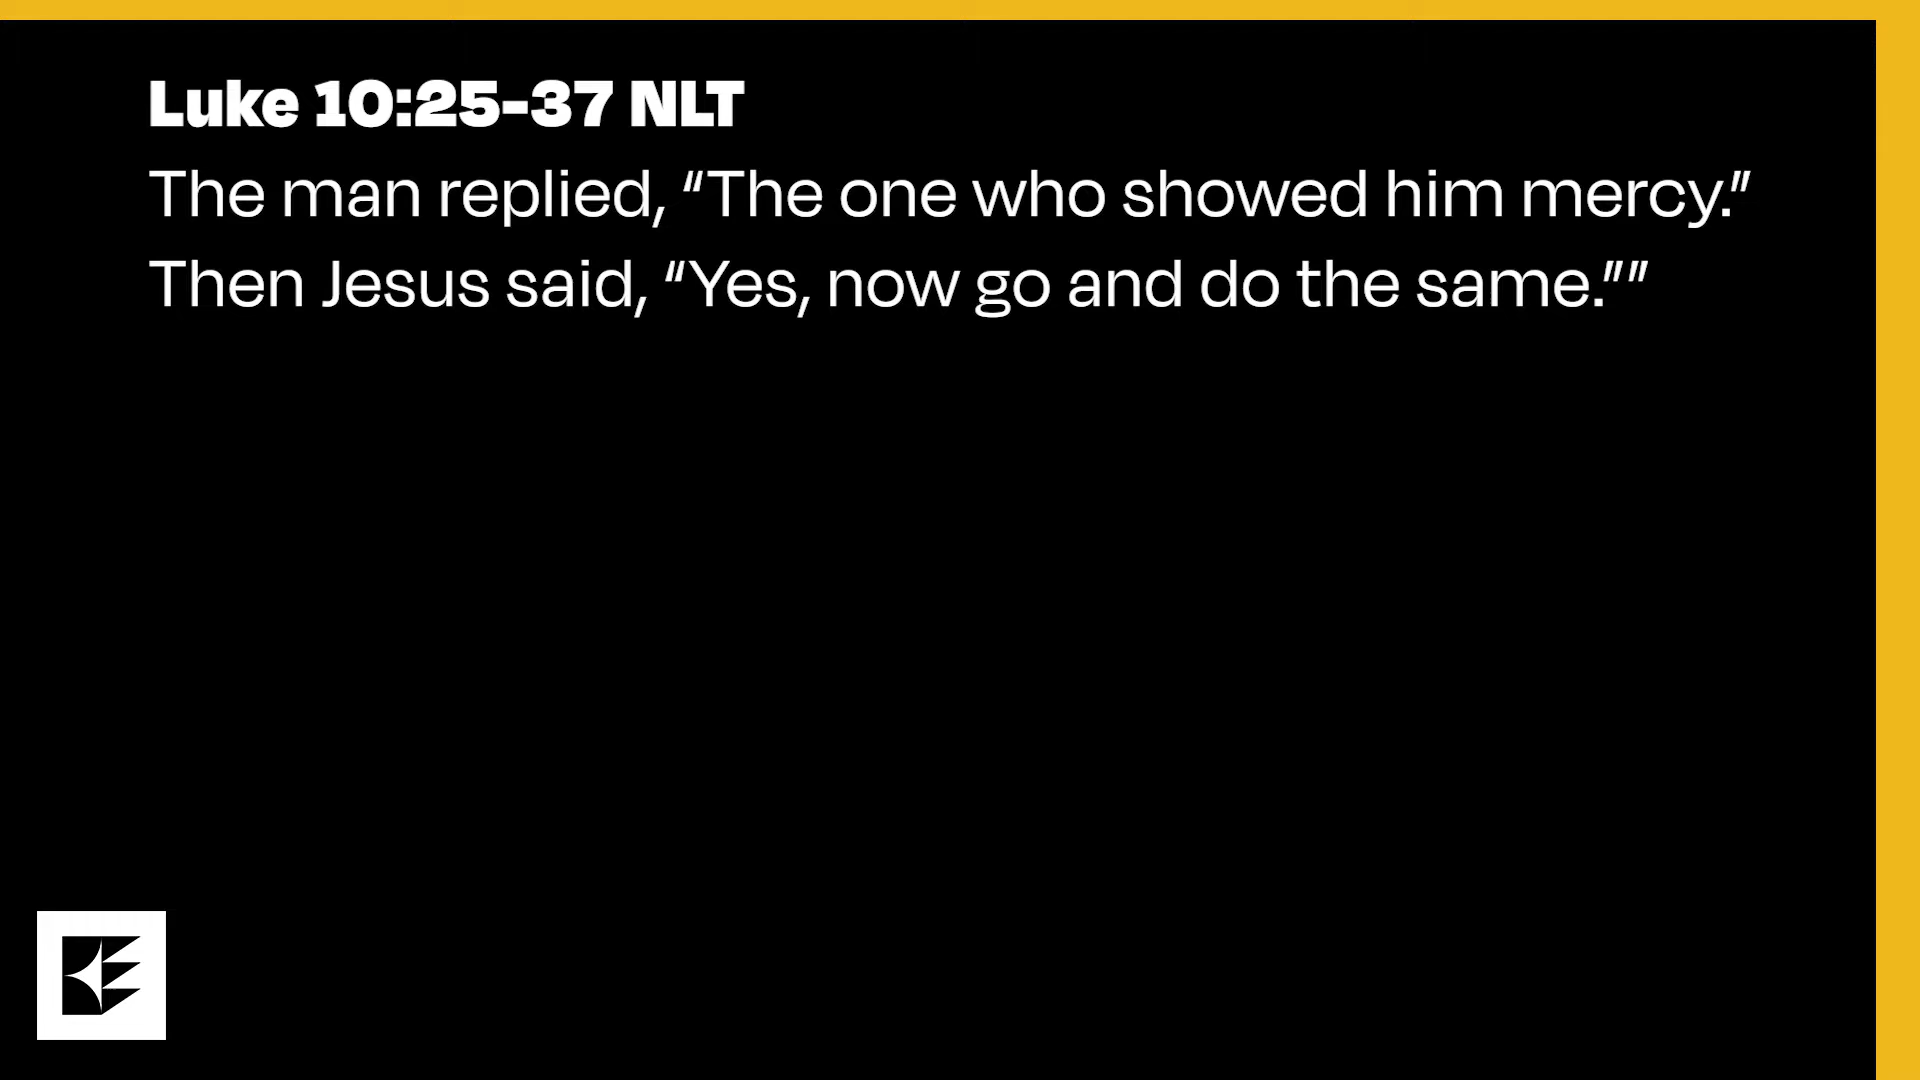 Luke 10:25-37 NLT
The man replied, “The one who showed him mercy.”
Then Jesus said, “Yes, now go and do the same.””